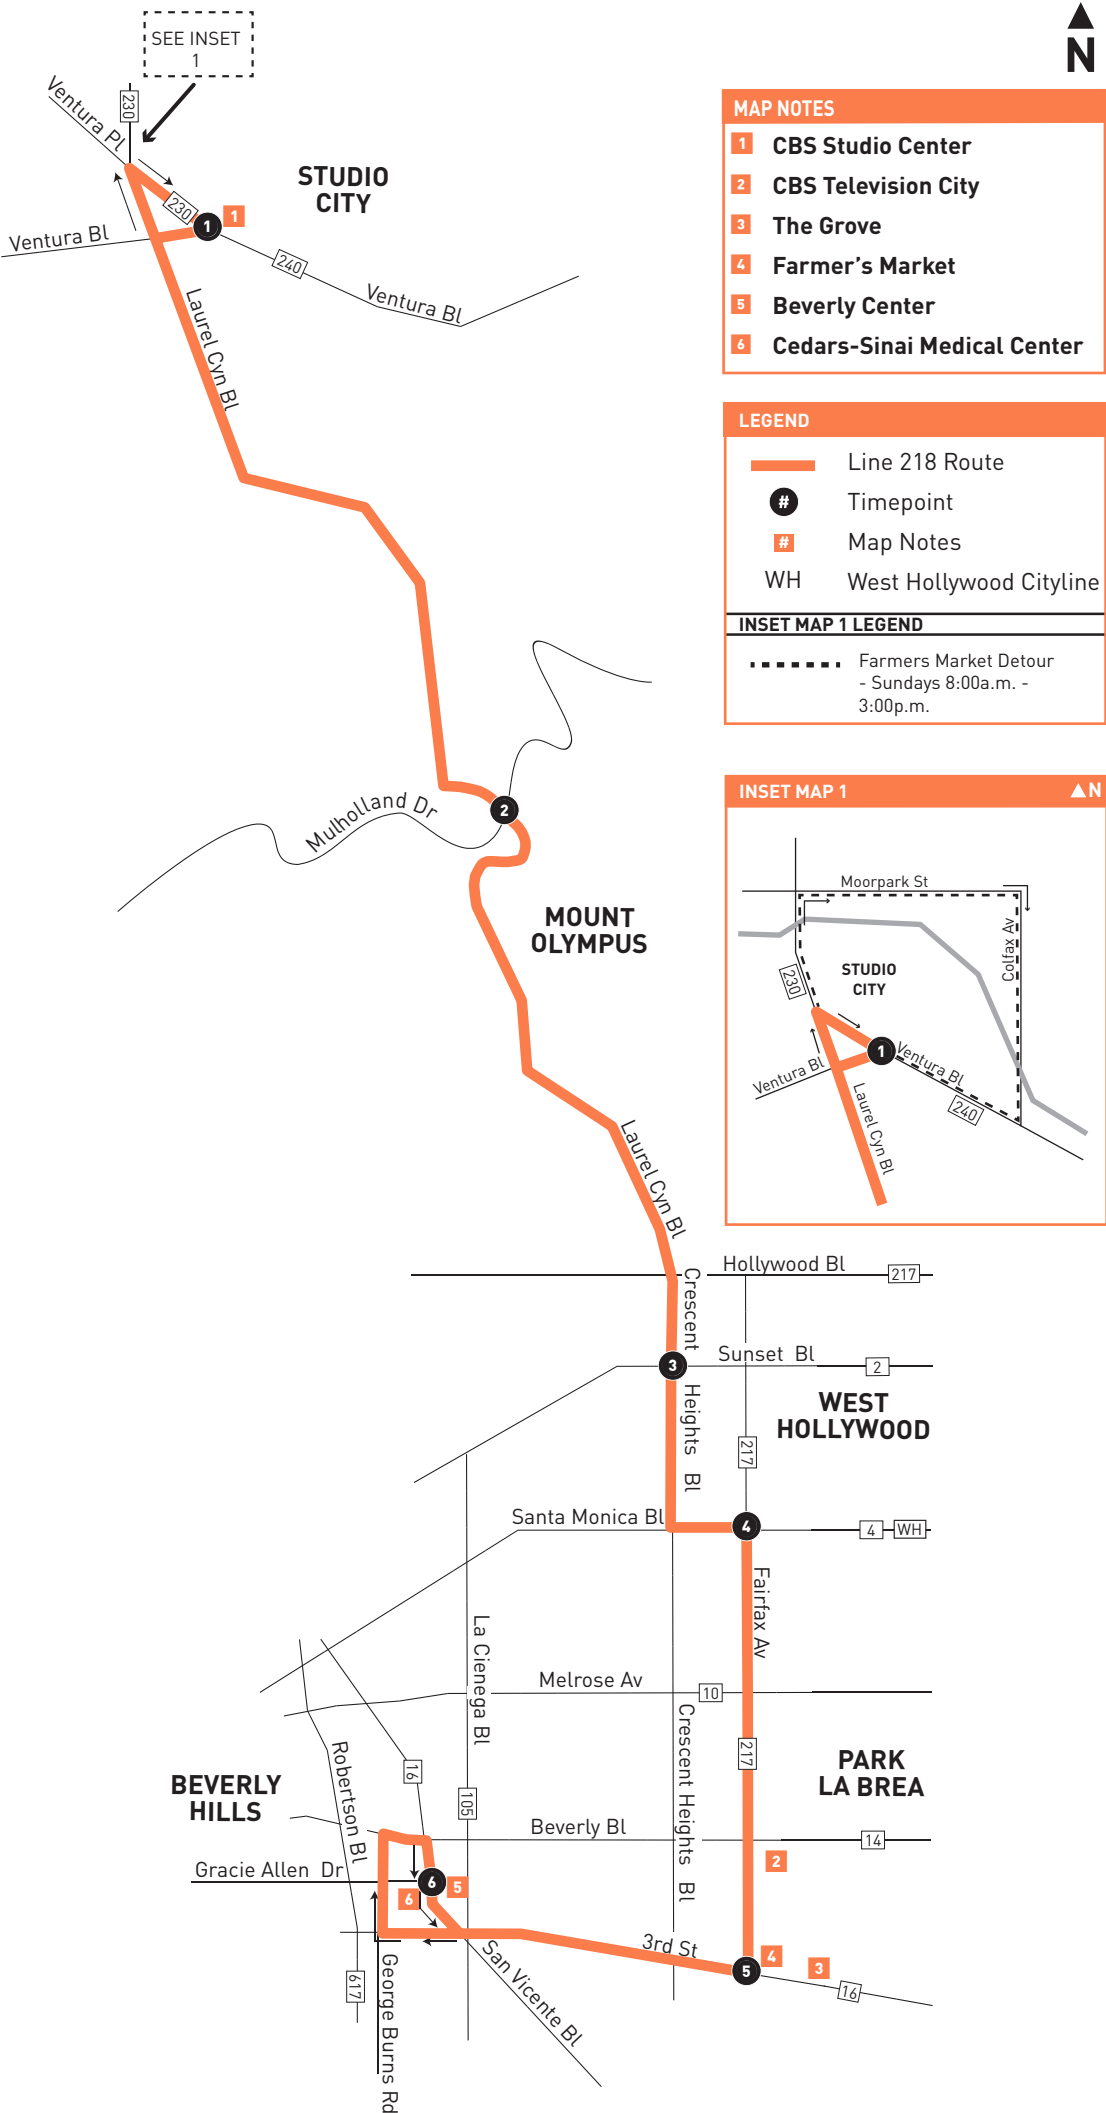 SEE INSET
1
N
Ventura Pl
230
STUDIO
CITY
230
1
1
Ventura Bl
240
Ventura Bl
Laurel Cyn Bl
MAP NOTES
1 CBS Studio Center
2 CBS Television City
3 The Grove
4 Farmer's Market
5 Beverly Center
6 Cedars-Sinai Medical Center
LEGEND
Line 218 Route
# Timepoint
# Map Notes
WH West Hollywood Cityline
INSET MAP 1 LEGEND
Farmers Market Detour
- Sundays 8:00a.m. -
3:00p.m.
INSET MAP 1
N
Moorpark St
Colfax Av
STUDIO
CITY
230
1
Ventura Bl
Ventura Bl
240
Laurel Cyn Bl
Mulholland Dr
2
MOUNT
OLYMPUS
Laurel Cyn Bl
Hollywood Bl
217
Crescent
Heights Bl
3
Sunset Bl
2
WEST
HOLLYWOOD
217
Santa Monica Bl
4
4
WH
Fairfax Av
La Cienega Bl
Melrose Av
10
Crescent Heights Bl
217
PARK
LA BREA
Robertson Bl
16
105
BEVERLY
HILLS
Beverly Bl
14
2
Gracie Allen Dr
6
5
6
3rd St
4
5
3
16
San Vicente Bl
617
George Burns Rd